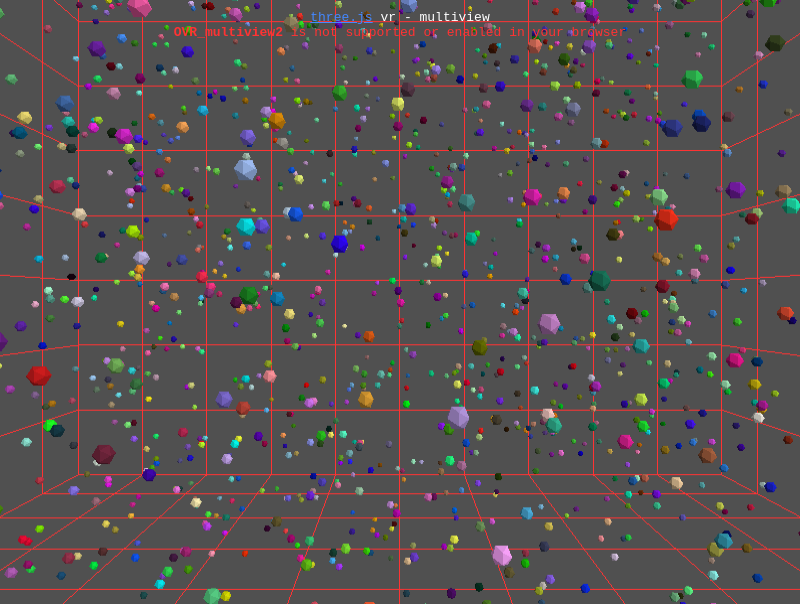 three.js vr - multiview
OVR_multiview2 is not supported or enabled in your browser